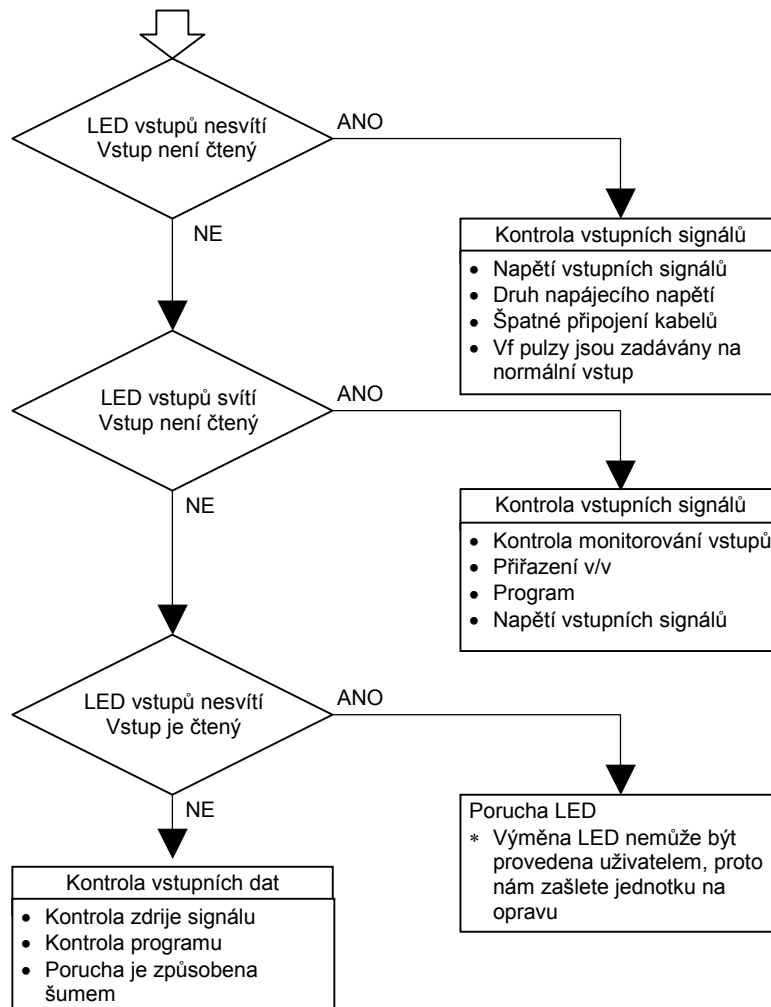 LED vstupů nesvítí
Vstup není čtený
ANO
NE
Kontrola vstupních signálů
• Napětí vstupních signálů
• Druh napájecího napětí
• Špatné připojení kabelů
• Vf pulzy jsou zadávány na
normální vstup
LED vstupů svítí
Vstup není čtený
ANO
NE
Kontrola vstupních signálů
• Kontrola monitorování vstupů
• Přiřazení v/v
• Program
• Napětí vstupních signálů
LED vstupů nesvítí
Vstup je čtený
ANO
NE
Porucha LED
* Výměna LED nemůže být
provedena uživatelem, proto
nám zašlete jednotku na
opravu
Kontrola vstupních dat
• Kontrola zdrije signálu
• Kontrola programu
• Porucha je způsobena
šumem